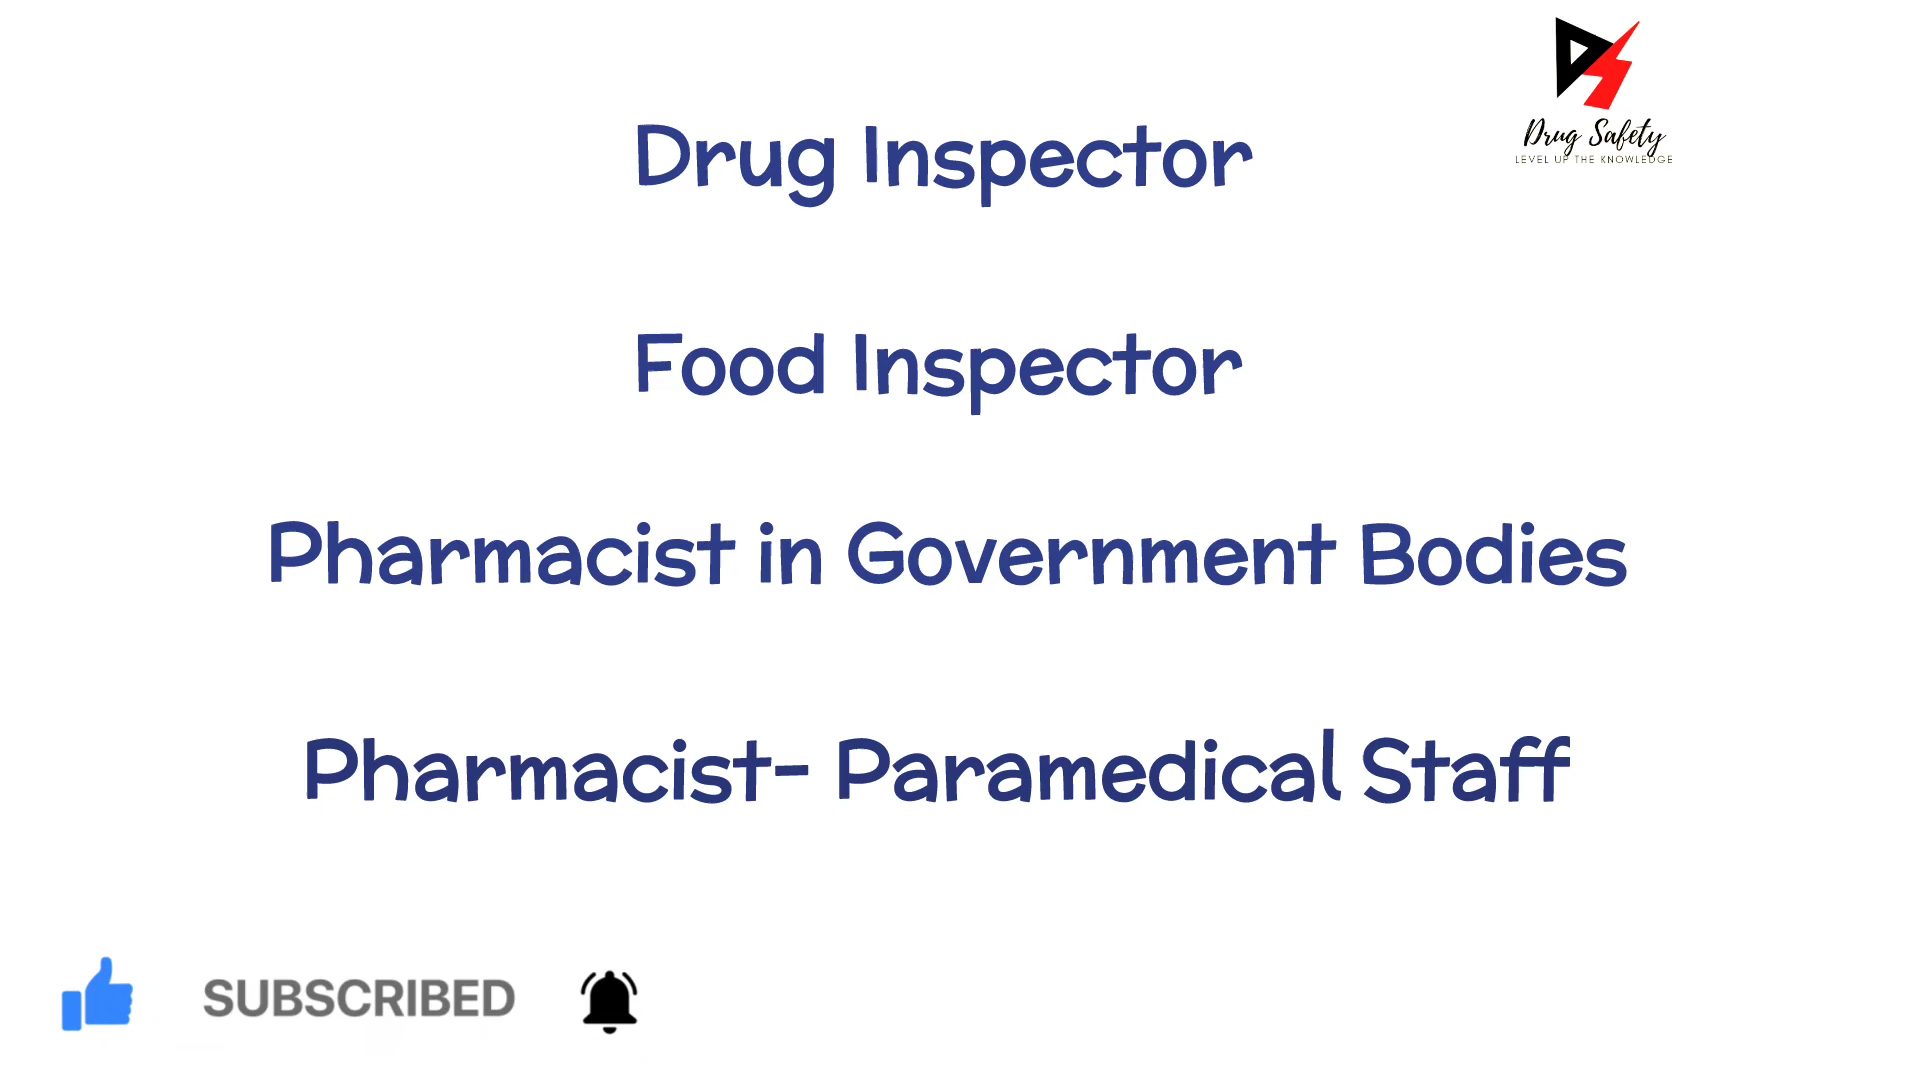 Drug Safety
LEVEL UP THE KNOWLEDGE
Drug Inspector
Food Inspector
Pharmacist in Government Bodies
Pharmacist- Paramedical Staff
SUBSCRIBED